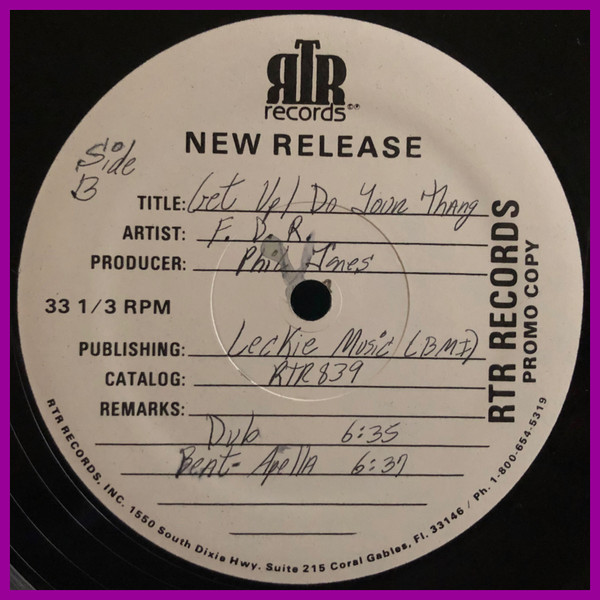 RTR
records
NEW RELEASE
Side
B
TITLE: Get Up/ Do Your Thang
ARTIST: F. D. R.
PRODUCER: Phil Jones
33 1/3 RPM
PUBLISHING: Leckie Music (BMI)
CATALOG: RTR839
REMARKS:
Dub 6:35
Beat-Apella 6:37
RTR RECORDS
PROMO COPY
RTR RECORDS, INC. 1550 South Dixie Hwy. Suite 215 Coral Gables, Fl. 33146 / Ph. 1-800-654-5319